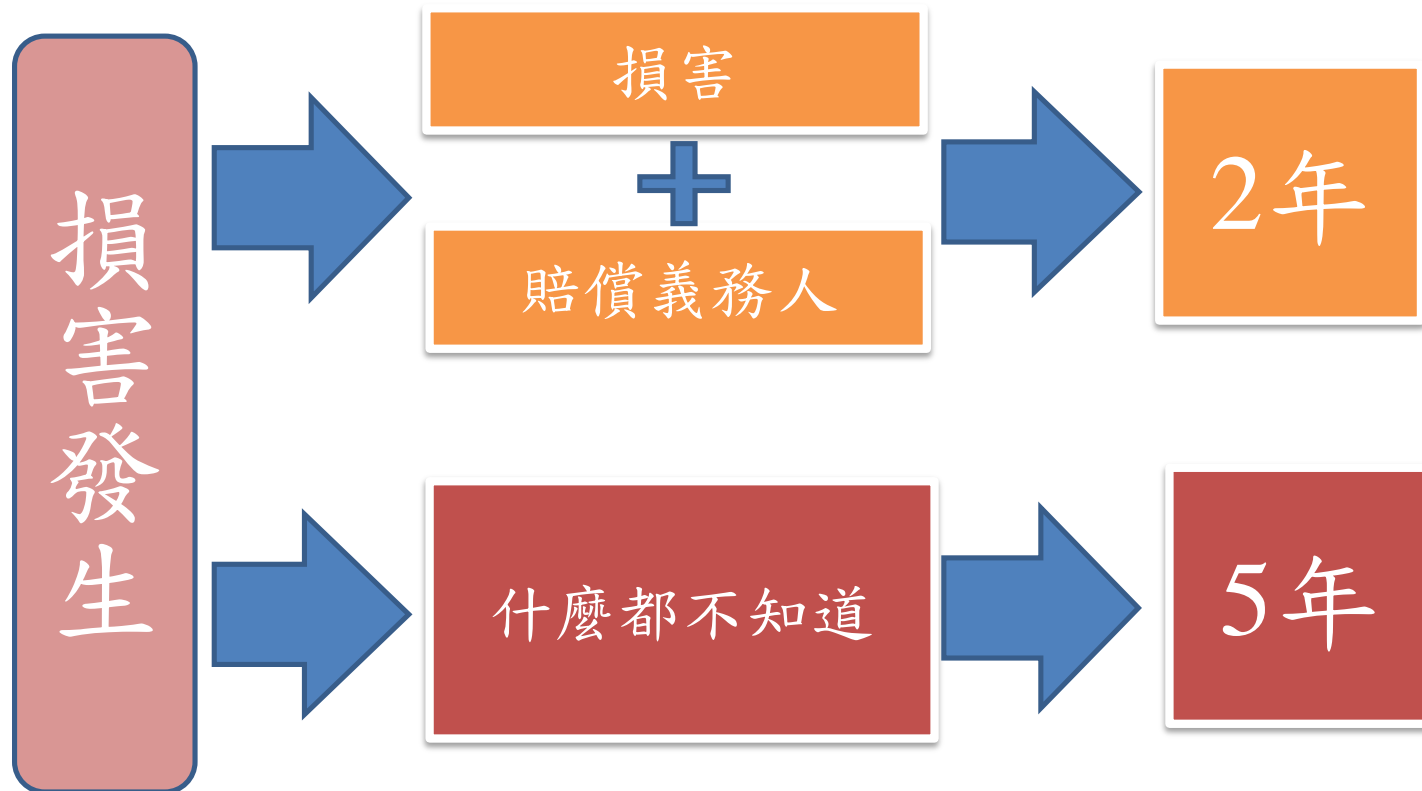 損害發生
損害
賠償義務人
2年
什麼都不知道
5年